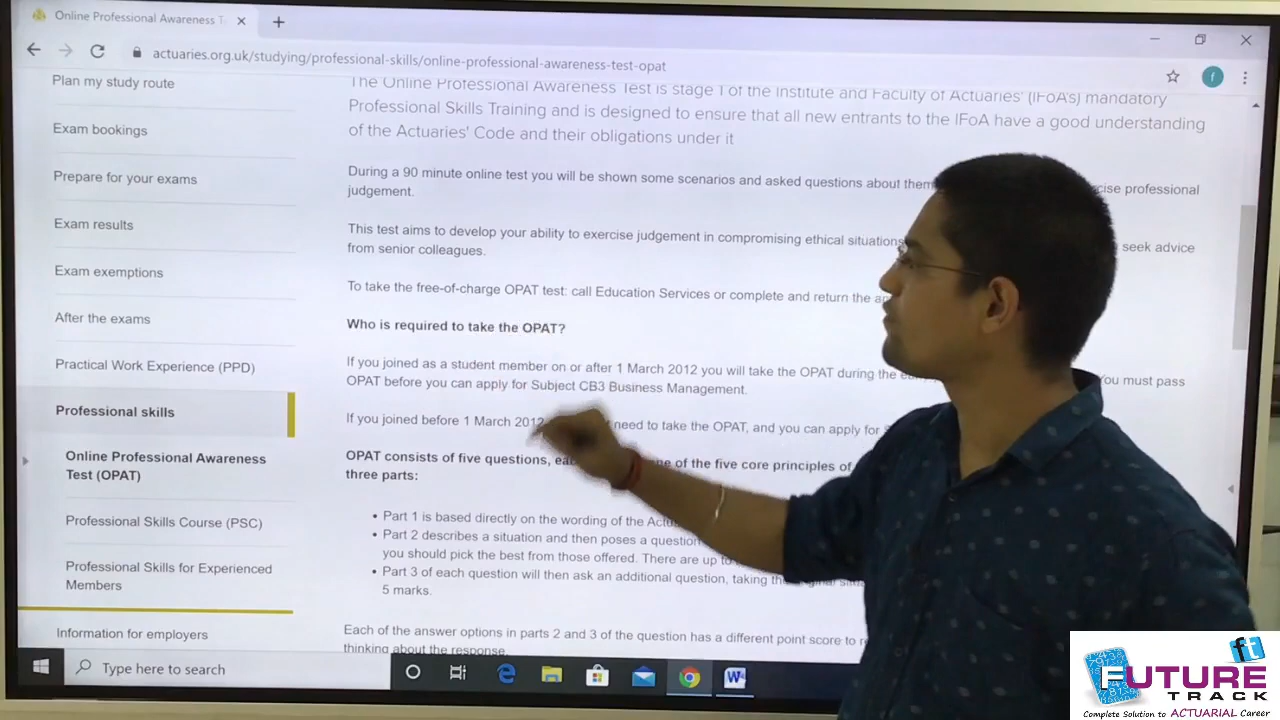 Online Professional Awareness T
actuaries.org.uk/studying/professional-skills/online-professional-awareness-test-opat
f
Plan my study route
Exam bookings
Prepare for your exams
Exam results
Exam exemptions
After the exams
Practical Work Experience (PPD)
Professional skills
Online Professional Awareness
Test (OPAT)
Professional Skills Course (PSC)
Professional Skills for Experienced
Members
Information for employers
The Online Professional Awareness Test is stage 1 of the Institute and Faculty of Actuaries' (IFoA's) mandatory
Professional Skills Training and is designed to ensure that all new entrants to the IFoA have a good understanding
of the Actuaries' Code and their obligations under it
During a 90 minute online test you will be shown some scenarios and asked questions about them professional
judgement.
This test aims to develop your ability to exercise judgement in compromising ethical situations seek advice
from senior colleagues.
To take the free-of-charge OPAT test: call Education Services or complete and return the
Who is required to take the OPAT?
If you joined as a student member on or after 1 March 2012 you will take the OPAT during the You must pass
OPAT before you can apply for Subject CB3 Business Management.
If you joined before 1 March 2012 need to take the OPAT, and you can apply for
OPAT consists of five questions, of the five core principles of
three parts:
• Part 1 is based directly on the wording of the
• Part 2 describes a situation and then poses a question
you should pick the best from those offered. There are up to
• Part 3 of each question will then ask an additional question, taking
5 marks.
Each of the answer options in parts 2 and 3 of the question has a different point score to
thinking about the response.
Type here to search
W
ft
FUTURE
TRACK
Complete Solution to ACTUARIAL Career